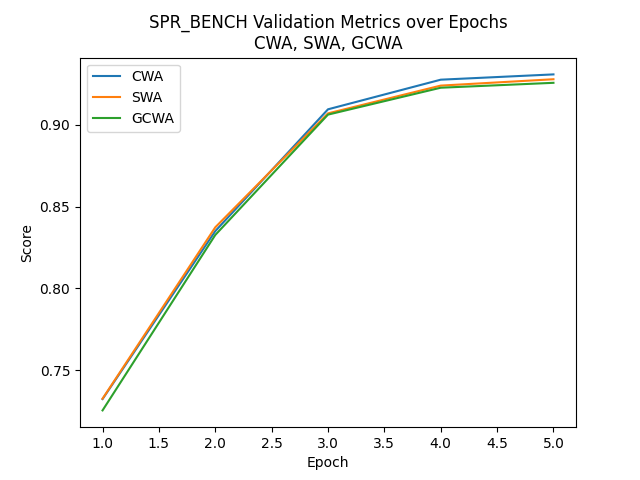 SPR_BENCH Validation Metrics over Epochs
CWA, SWA, GCWA
CWA
SWA
GCWA
Score
0.90
0.85
0.80
0.75
1.0 1.5 2.0 2.5 3.0 3.5 4.0 4.5 5.0
Epoch